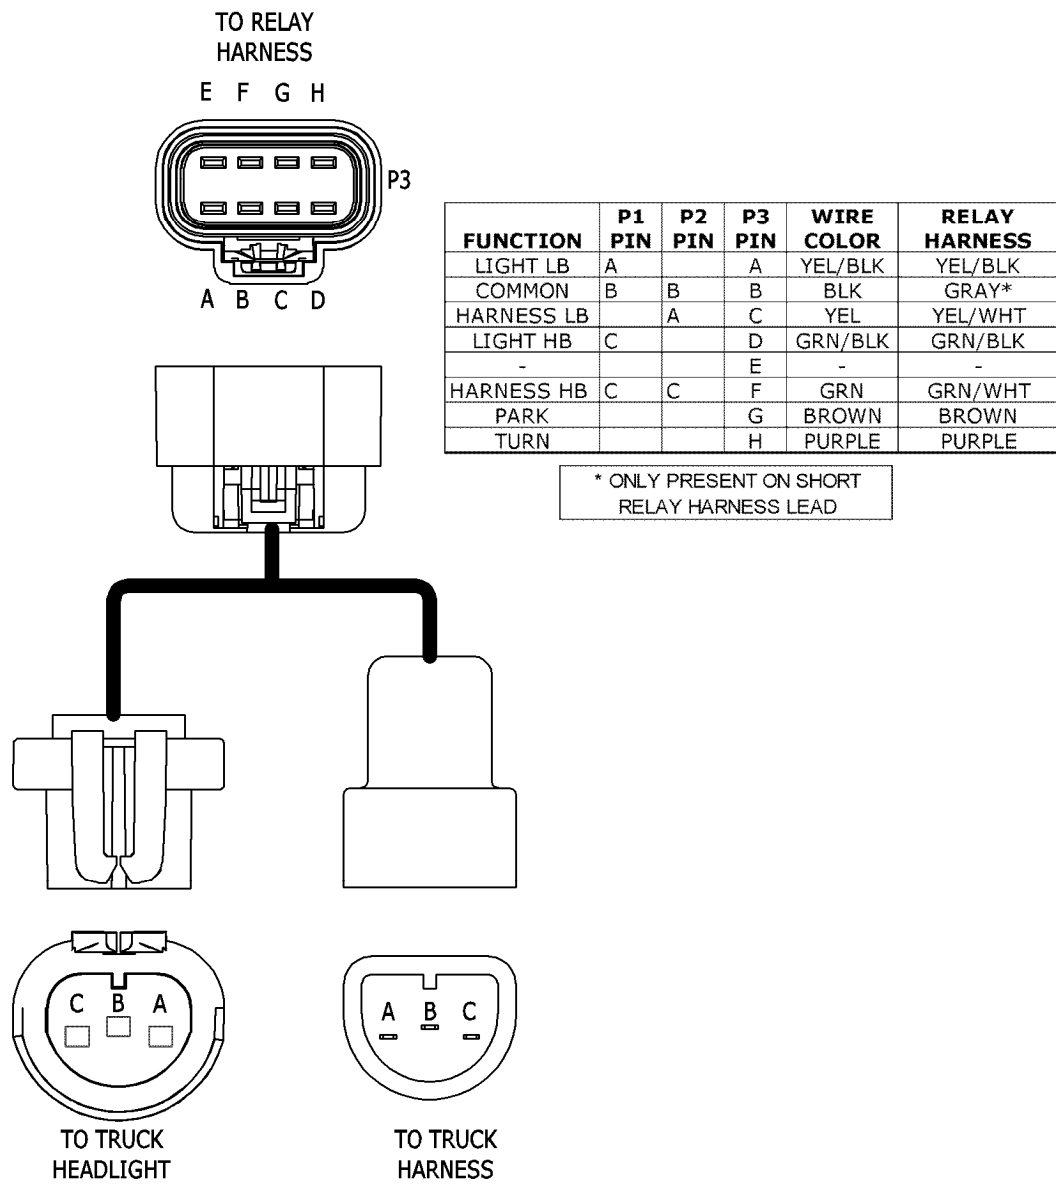 TO RELAY
HARNESS
E F G H
P3
A B C D
FUNCTION P1 PIN P2 PIN P3 PIN WIRE COLOR RELAY HARNESS
LIGHT LB A A YEL/BLK YEL/BLK
COMMON B B B BLK GRAY*
HARNESS LB A C YEL YEL/WHT
LIGHT HB C D GRN/BLK GRN/BLK
- E - -
HARNESS HB C C F GRN GRN/WHT
PARK G BROWN BROWN
TURN H PURPLE PURPLE
* ONLY PRESENT ON SHORT
RELAY HARNESS LEAD
C B A
TO TRUCK
HEADLIGHT
A B C
TO TRUCK
HARNESS